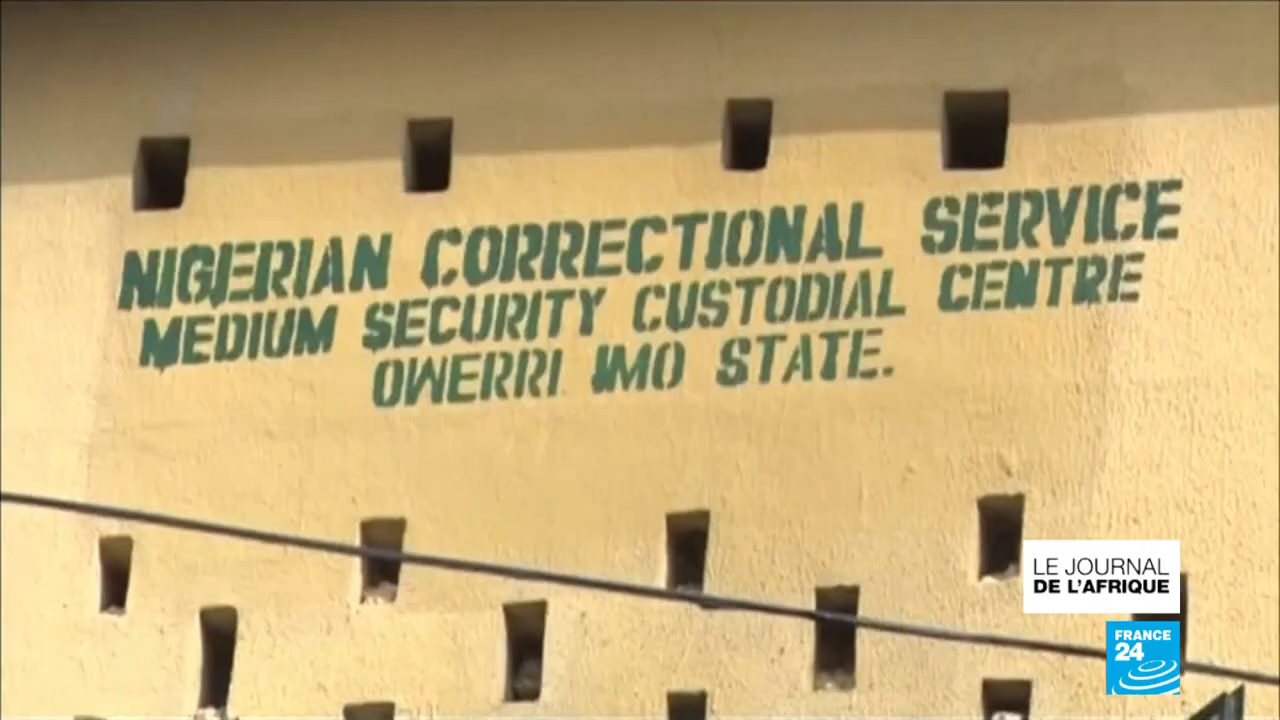 NIGERIAN CORRECTIONAL SERVICE
MEDIUM SECURITY CUSTODIAL CENTRE
OWERRI IMO STATE.
LE JOURNAL
DE L'AFRIQUE
FRANCE
24